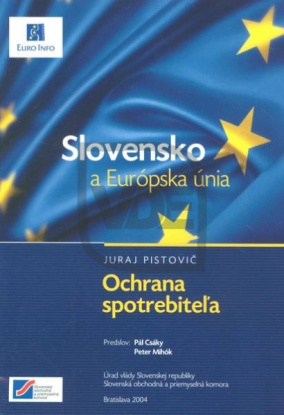 EURO INFO
Slovensko
a Európska únia
JURAJ PISTOVIČ
Ochrana
spotrebiteľa
Predslov: Pál Csáky
Peter Mihók
Úrad vlády Slovenskej republiky
Slovenská obchodná a priemyselná komora
Bratislava 2004